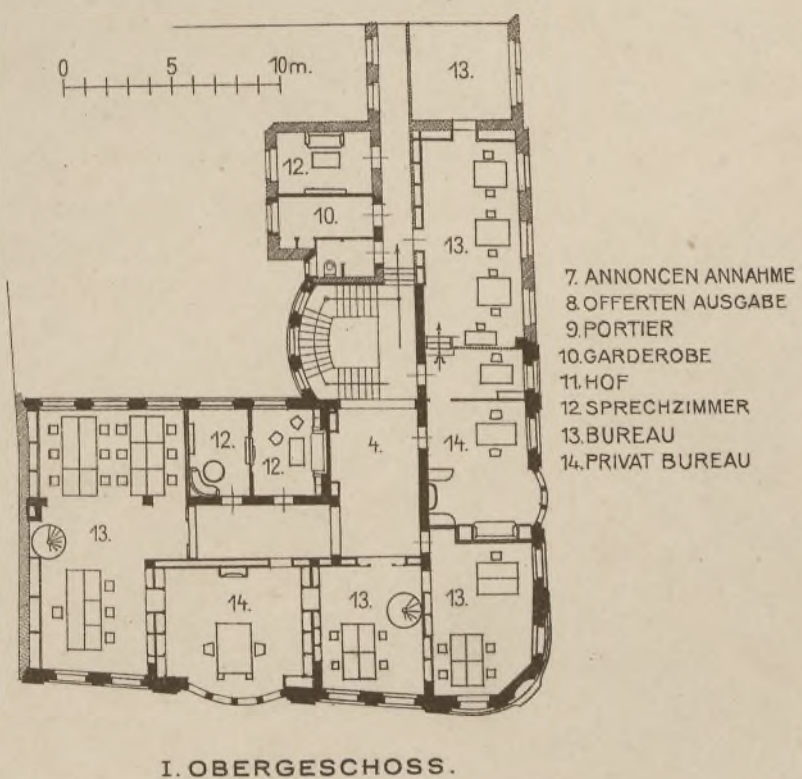 0 5 10m.
13.
12.
10.
13.
12.
12.
4.
14.
13.
14.
13.
13.
7. ANNONCEN ANNAHME
8. OFFERTEN AUSGABE
9. PORTIER
10. GARDEROBE
11. HOF
12. SPRECHZIMMER
13. BUREAU
14. PRIVAT BUREAU
I. OBERGESCHOSS.